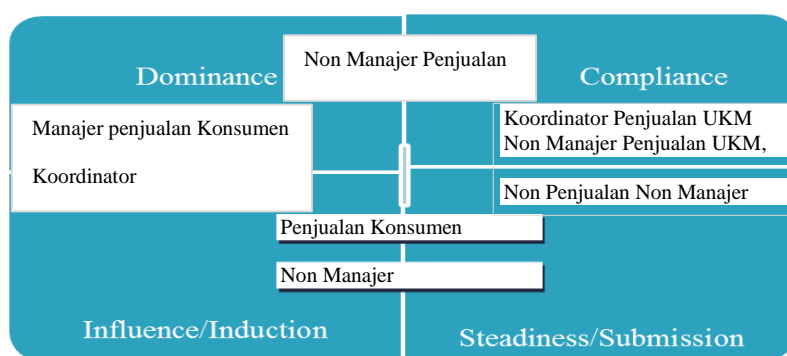 Non Manajer Penjualan
Dominance
Compliance
Manajer penjualan Konsumen
Koordinator
Koordinator Penjualan UKM
Non Manajer Penjualan UKM,
Non Penjualan Non Manajer
Penjualan Konsumen
Non Manajer
Influence/Induction
Steadiness/Submission